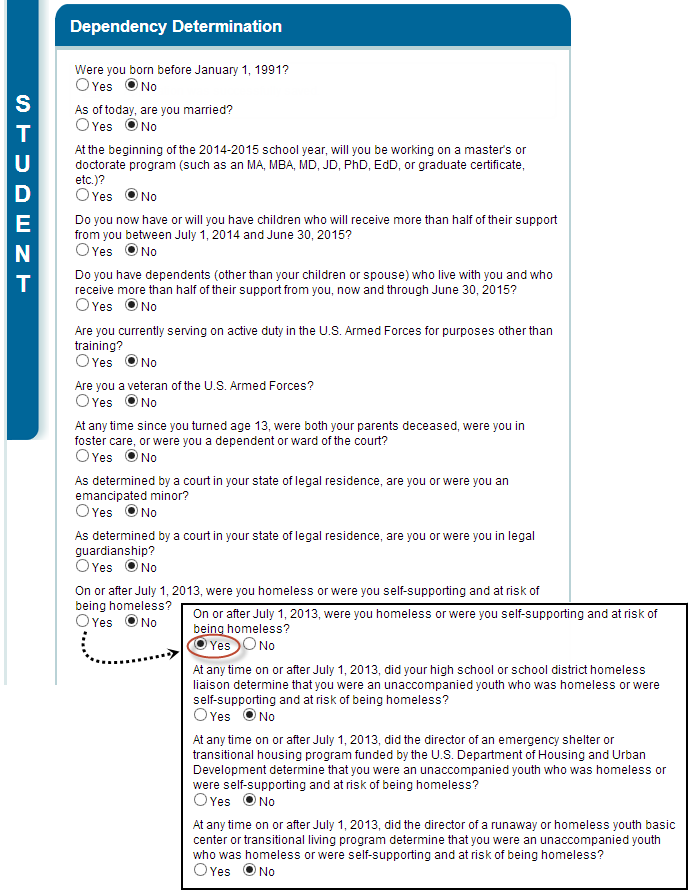 Dependency Determination
STUDENT
Were you born before January 1, 1991?
Yes No
As of today, are you married?
Yes No
At the beginning of the 2014-2015 school year, will you be working on a master's or
doctorate program (such as an MA, MBA, MD, JD, PhD, EdD, or graduate certificate,
etc.)?
Yes No
Do you now have or will you have children who will receive more than half of their support
from you between July 1, 2014 and June 30, 2015?
Yes No
Do you have dependents (other than your children or spouse) who live with you and who
receive more than half of their support from you, now and through June 30, 2015?
Yes No
Are you currently serving on active duty in the U.S. Armed Forces for purposes other than
training?
Yes No
Are you a veteran of the U.S. Armed Forces?
Yes No
At any time since you turned age 13, were both your parents deceased, were you in
foster care, or were you a dependent or ward of the court?
Yes No
As determined by a court in your state of legal residence, are you or were you an
emancipated minor?
Yes No
As determined by a court in your state of legal residence, are you or were you in legal
guardianship?
Yes No
On or after July 1, 2013, were you homeless or were you self-supporting and at risk of
being homeless?
Yes No
On or after July 1, 2013, were you homeless or were you self-supporting and at risk of
being homeless?
Yes No
At any time on or after July 1, 2013, did your high school or school district homeless
liaison determine that you were an unaccompanied youth who was homeless or were
self-supporting and at risk of being homeless?
Yes No
At any time on or after July 1, 2013, did the director of an emergency shelter or
transitional housing program funded by the U.S. Department of Housing and Urban
Development determine that you were an unaccompanied youth who was homeless or
were self-supporting and at risk of being homeless?
Yes No
At any time on or after July 1, 2013, did the director of a runaway or homeless youth basic
center or transitional living program determine that you were an unaccompanied youth
who was homeless or were self-supporting and at risk of being homeless?
Yes No